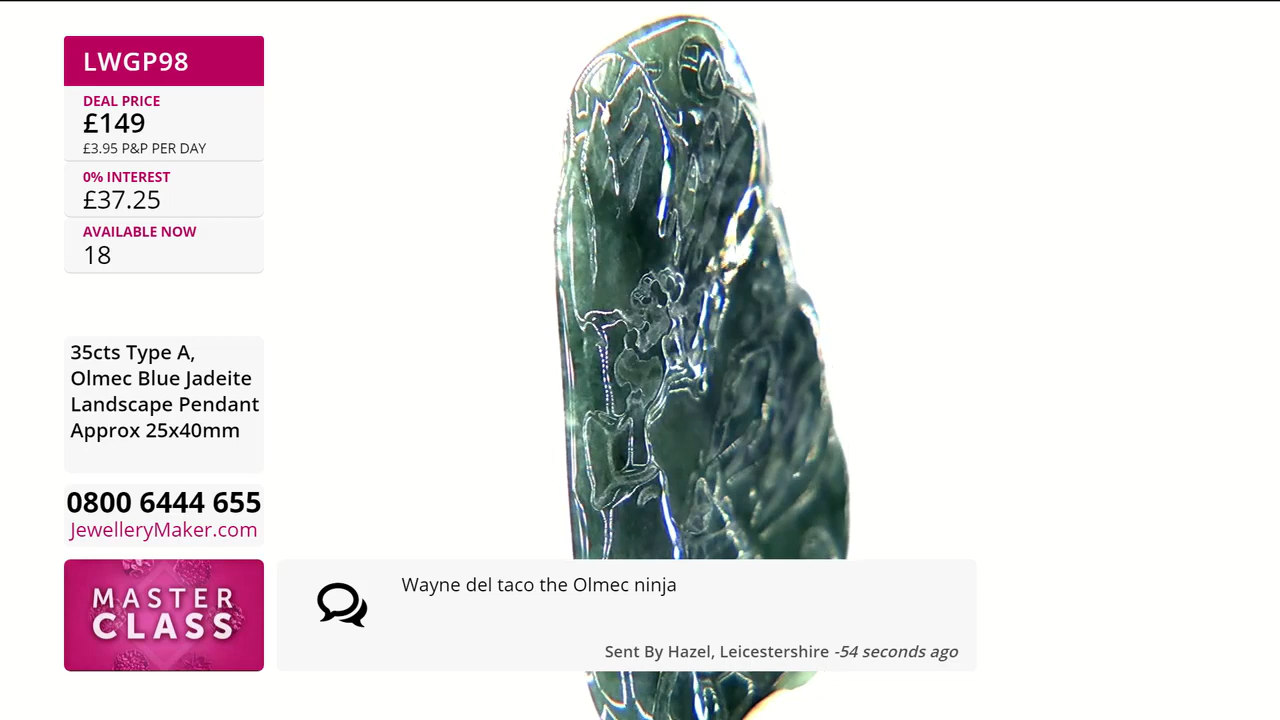 LWGP98
DEAL PRICE
£149
£3.95 P&P PER DAY
0% INTEREST
£37.25
AVAILABLE NOW
18
35cts Type A,
Olmec Blue Jadeite
Landscape Pendant
Approx 25x40mm
0800 6444 655
JewelleryMaker.com
MASTER
CLASS
Wayne del taco the Olmec ninja
Sent By Hazel, Leicestershire -54 seconds ago